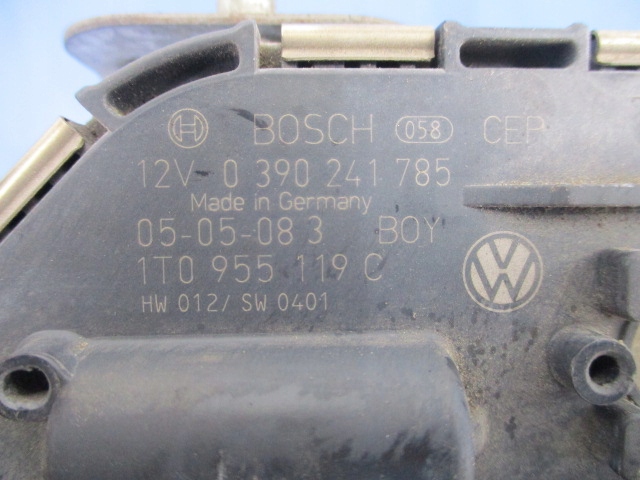 BOSCH 058 CEP
12V- 0 390 241 785
Made in Germany
05-05-08 3 BOY
1T0 955 119 C
HW 012/ SW 0401